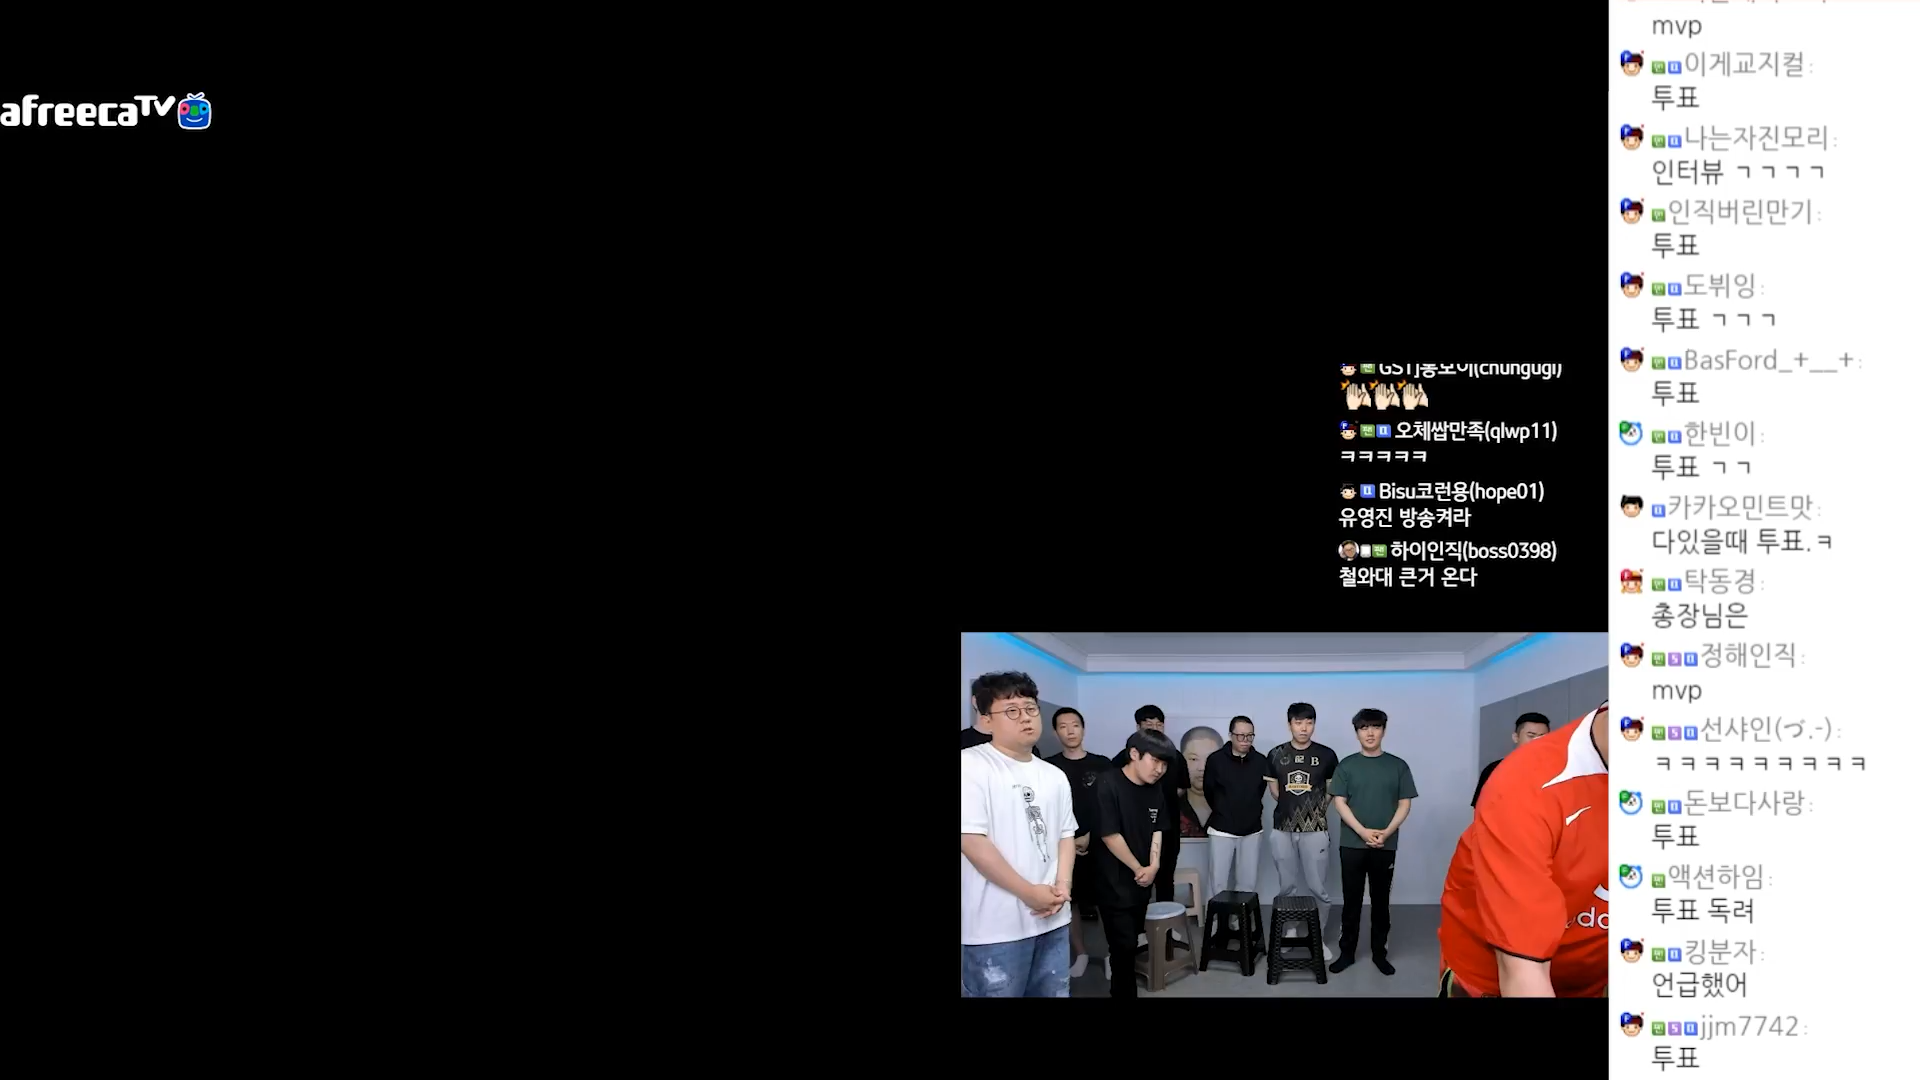 afreecaTV
GST]동모이(chungugi)
오체쌉만족(qlwp11)
ㅋㅋㅋㅋㅋ
Bisu코런용(hope01)
유영진 방송켜라
하이인직(boss0398)
철와대 큰거 온다
B
mvp
이게교지컬:
투표
나는자진모리:
인터뷰 ㄱㄱㄱㄱ
인직버린만기:
투표
도뷔잉:
투표 ㄱㄱㄱ
BasFord_+__+:
투표
한빈이:
투표 ㄱㄱ
카카오민트맛:
다있을때 투표.ㅋ
탁동경:
총장님은
정해인직:
mvp
선샤인(づ.-):
ㅋㅋㅋㅋㅋㅋㅋㅋㅋ
돈보다사랑:
투표
액션하임:
투표 독려
킹분자:
언급했어
jjm7742:
투표